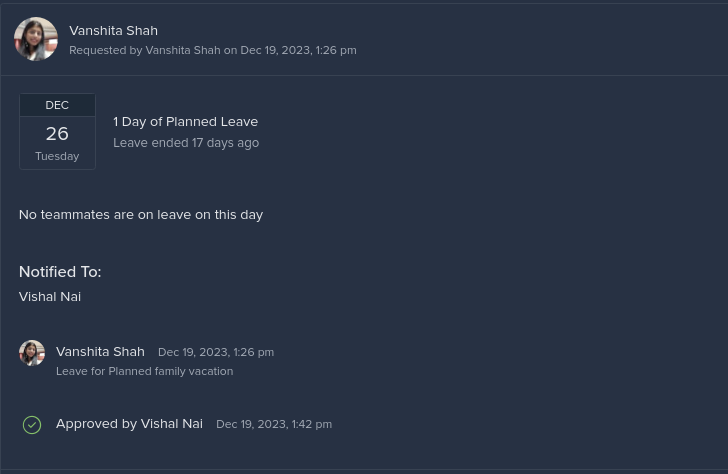 Vanshita Shah
Requested by Vanshita Shah on Dec 19, 2023, 1:26 pm
DEC
26
Tuesday
1 Day of Planned Leave
Leave ended 17 days ago
No teammates are on leave on this day
Notified To:
Vishal Nai
Vanshita Shah Dec 19, 2023, 1:26 pm
Leave for Planned family vacation
Approved by Vishal Nai Dec 19, 2023, 1:42 pm